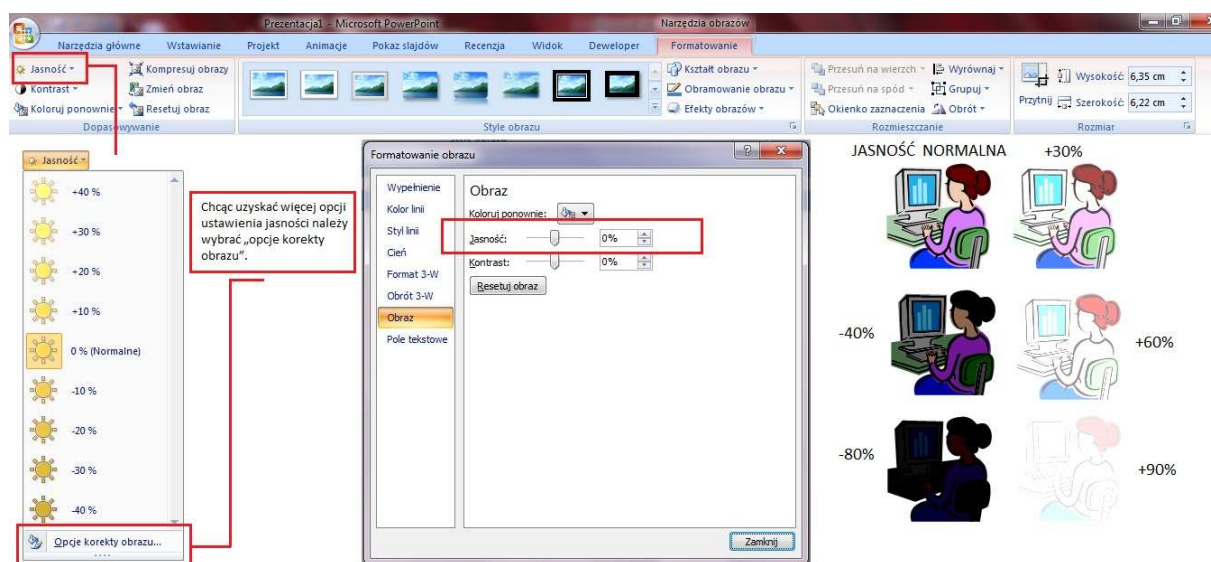 Prezentacja1 - Microsoft PowerPoint
Narzędzia obrazów
Narzędzia główne Wstawianie Projekt Animacje Pokaz slajdów Recenzja Widok Deweloper Formatowanie
Jasność
Kontrast
Koloruj ponownie
Kompresuj obrazy
Zmień obraz
Resetuj obraz
Dopasowywanie
Style obrazu
Kształt obrazu
Obramowanie obrazu
Efekty obrazów
Przesuń na wierzch
Przesuń na spód
Okienko zaznaczenia
Wyrównaj
Grupuj
Obrót
Rozmieszczanie
Przytnij
Wysokość: 6,35 cm
Szerokość: 6,22 cm
Rozmiar
Jasność
+40 %
+30 %
+20 %
+10 %
0 % (Normalne)
-10 %
-20 %
-30 %
-40 %
Opcje korekty obrazu...
Chcąc uzyskać więcej opcji
ustawienia jasności należy
wybrać „opcje korekty
obrazu”.
Formatowanie obrazu
Wypełnienie
Kolor linii
Styl linii
Cień
Format 3-W
Obrót 3-W
Obraz
Pole tekstowe
Obraz
Koloruj ponownie:
Jasność: 0%
Kontrast: 0%
Resetuj obraz
Zamknij
JASNOŚĆ NORMALNA +30%
-40%
+60%
-80%
+90%